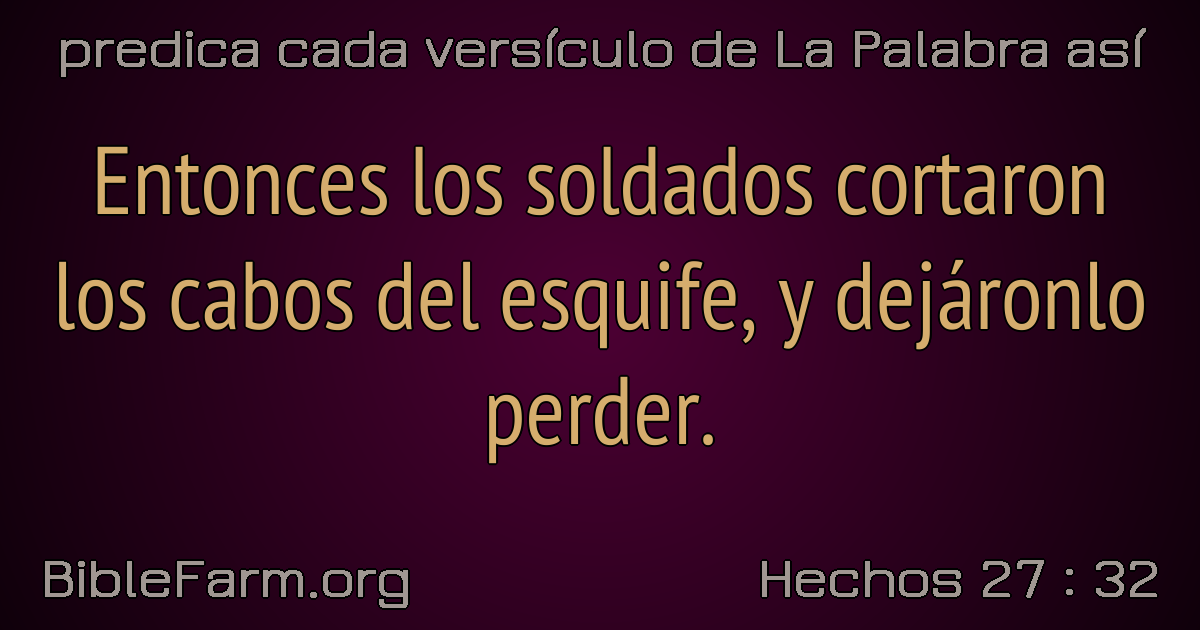 predica cada versículo de La Palabra así
Entonces los soldados cortaron
los cabos del esquife, y dejáronlo
perder.
BibleFarm.org
Hechos 27 : 32